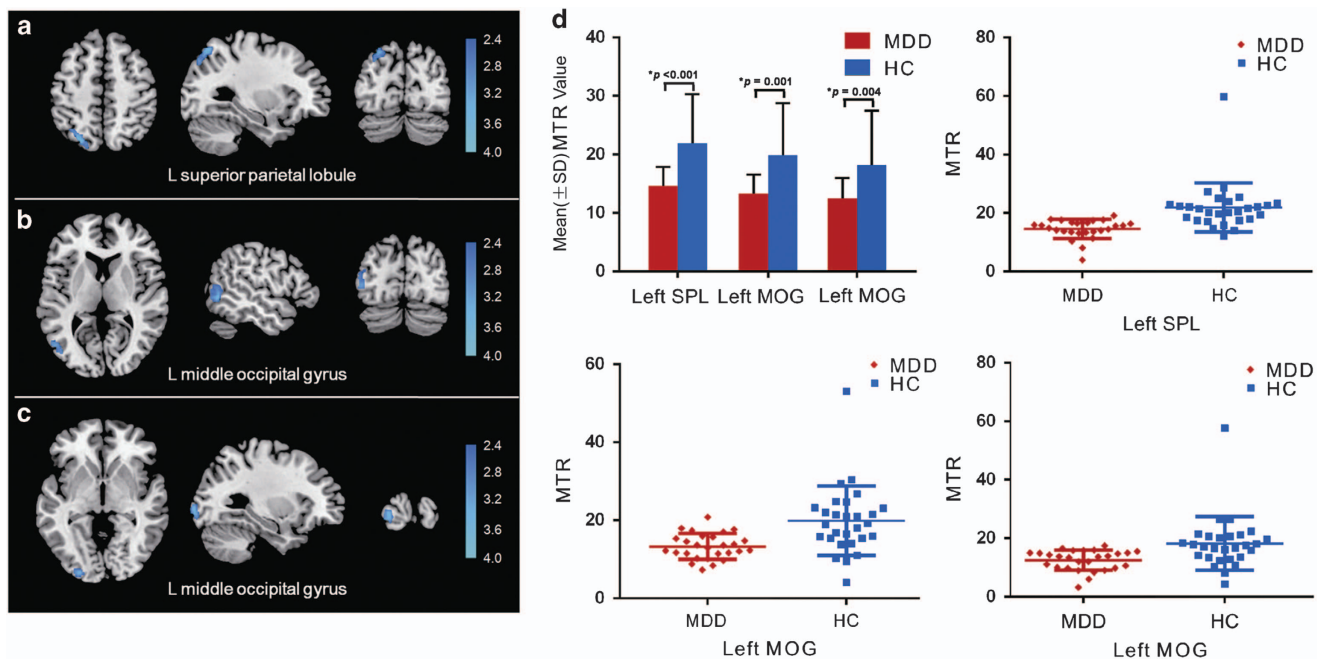 a
2.4
2.8
3.2
3.6
4.0
L superior parietal lobule
b
2.4
2.8
3.2
3.6
4.0
L middle occipital gyrus
c
2.4
2.8
3.2
3.6
4.0
L middle occipital gyrus
d
Mean(±SD)MTR Value
40
30
20
10
0
MDD
HC
*p <0.001
*p = 0.001
*p = 0.004
Left SPL
Left MOG
Left MOG
MTR
80
60
40
20
0
MDD
HC
MDD
HC
Left SPL
MTR
60
40
20
0
MDD
HC
MDD
HC
Left MOG
MTR
80
60
40
20
0
MDD
HC
MDD
HC
Left MOG